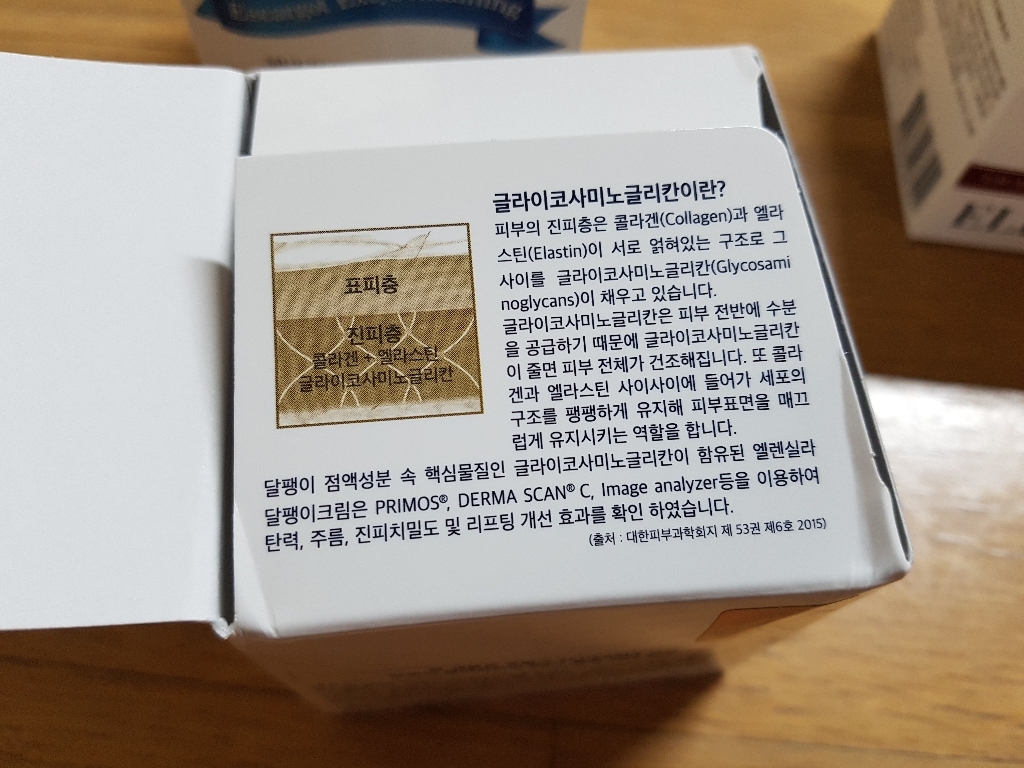 글라이코사미노글리칸이란?
피부의 진피층은 콜라겐(Collagen)과 엘라
스틴(Elastin)이 서로 얽혀있는 구조로 그
사이를 글라이코사미노글리칸(Glycosami
noglycans)이 채우고 있습니다.
글라이코사미노글리칸은 피부 전반에 수분
을 공급하기 때문에 글라이코사미노글리칸
이 줄면 피부 전체가 건조해집니다. 또 콜라
겐과 엘라스틴 사이사이에 들어가 세포의
구조를 팽팽하게 유지해 피부표면을 매끄
럽게 유지시키는 역할을 합니다.
표피층
진피층
콜라겐 + 엘라스틴
글라이코사미노글리칸
달팽이 점액성분 속 핵심물질인 글라이코사미노글리칸이 함유된 엘렌실라
달팽이크림은 PRIMOS®, DERMA SCAN® C, Image analyzer등을 이용하여
탄력, 주름, 진피치밀도 및 리프팅 개선 효과를 확인 하였습니다.
(출처 : 대한피부과학회지 제 53권 제6호 2015)